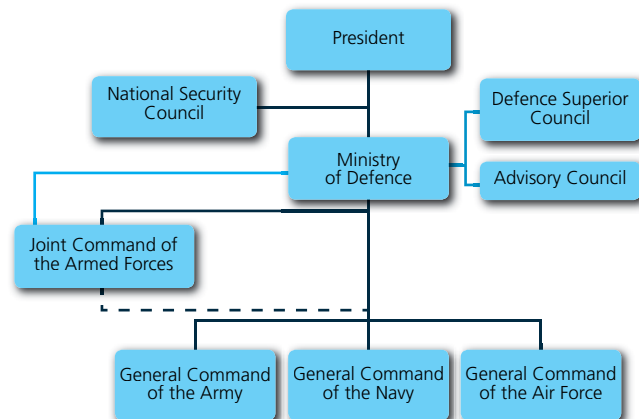 President
National Security
Council
Defence Superior
Council
Ministry
of Defence
Advisory Council
Joint Command of
the Armed Forces
General Command
of the Army
General Command
of the Navy
General Command
of the Air Force